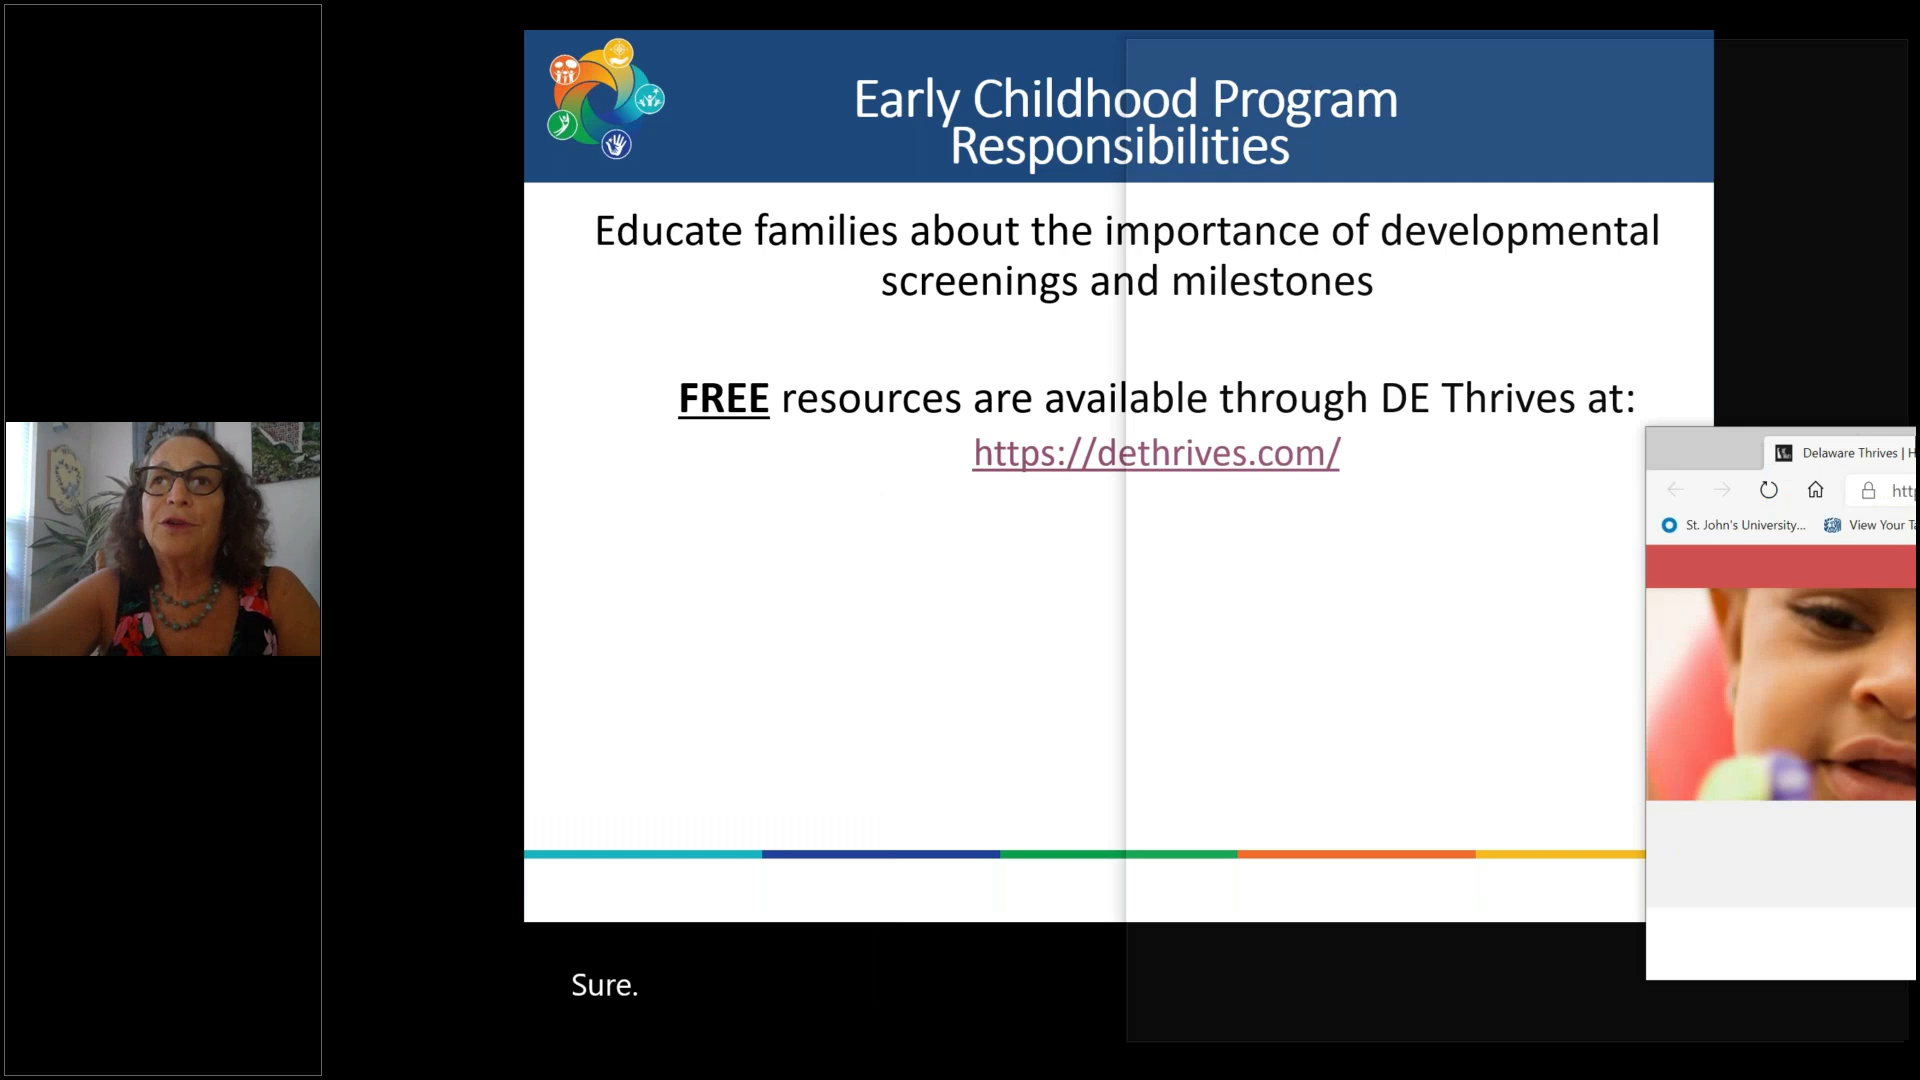 Early Childhood Program
Responsibilities
Educate families about the importance of developmental
screenings and milestones
FREE resources are available through DE Thrives at:
https://dethrives.com/
Delaware Thrives | H
htt
St. John's University...
View Your Ta
Sure.